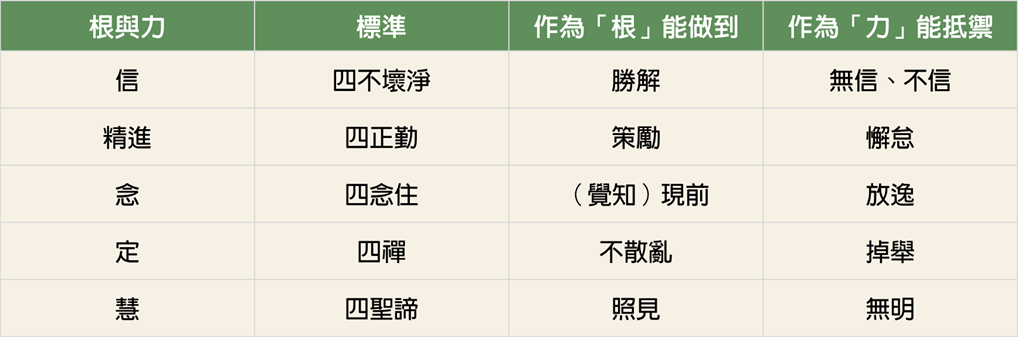 根與力 標準 作為「根」能做到 作為「力」能抵禦
信 四不壞淨 勝解 無信、不信
精進 四正勤 策勵 懈怠
念 四念住 （覺知）現前 放逸
定 四禪 不散亂 掉舉
慧 四聖諦 照見 無明